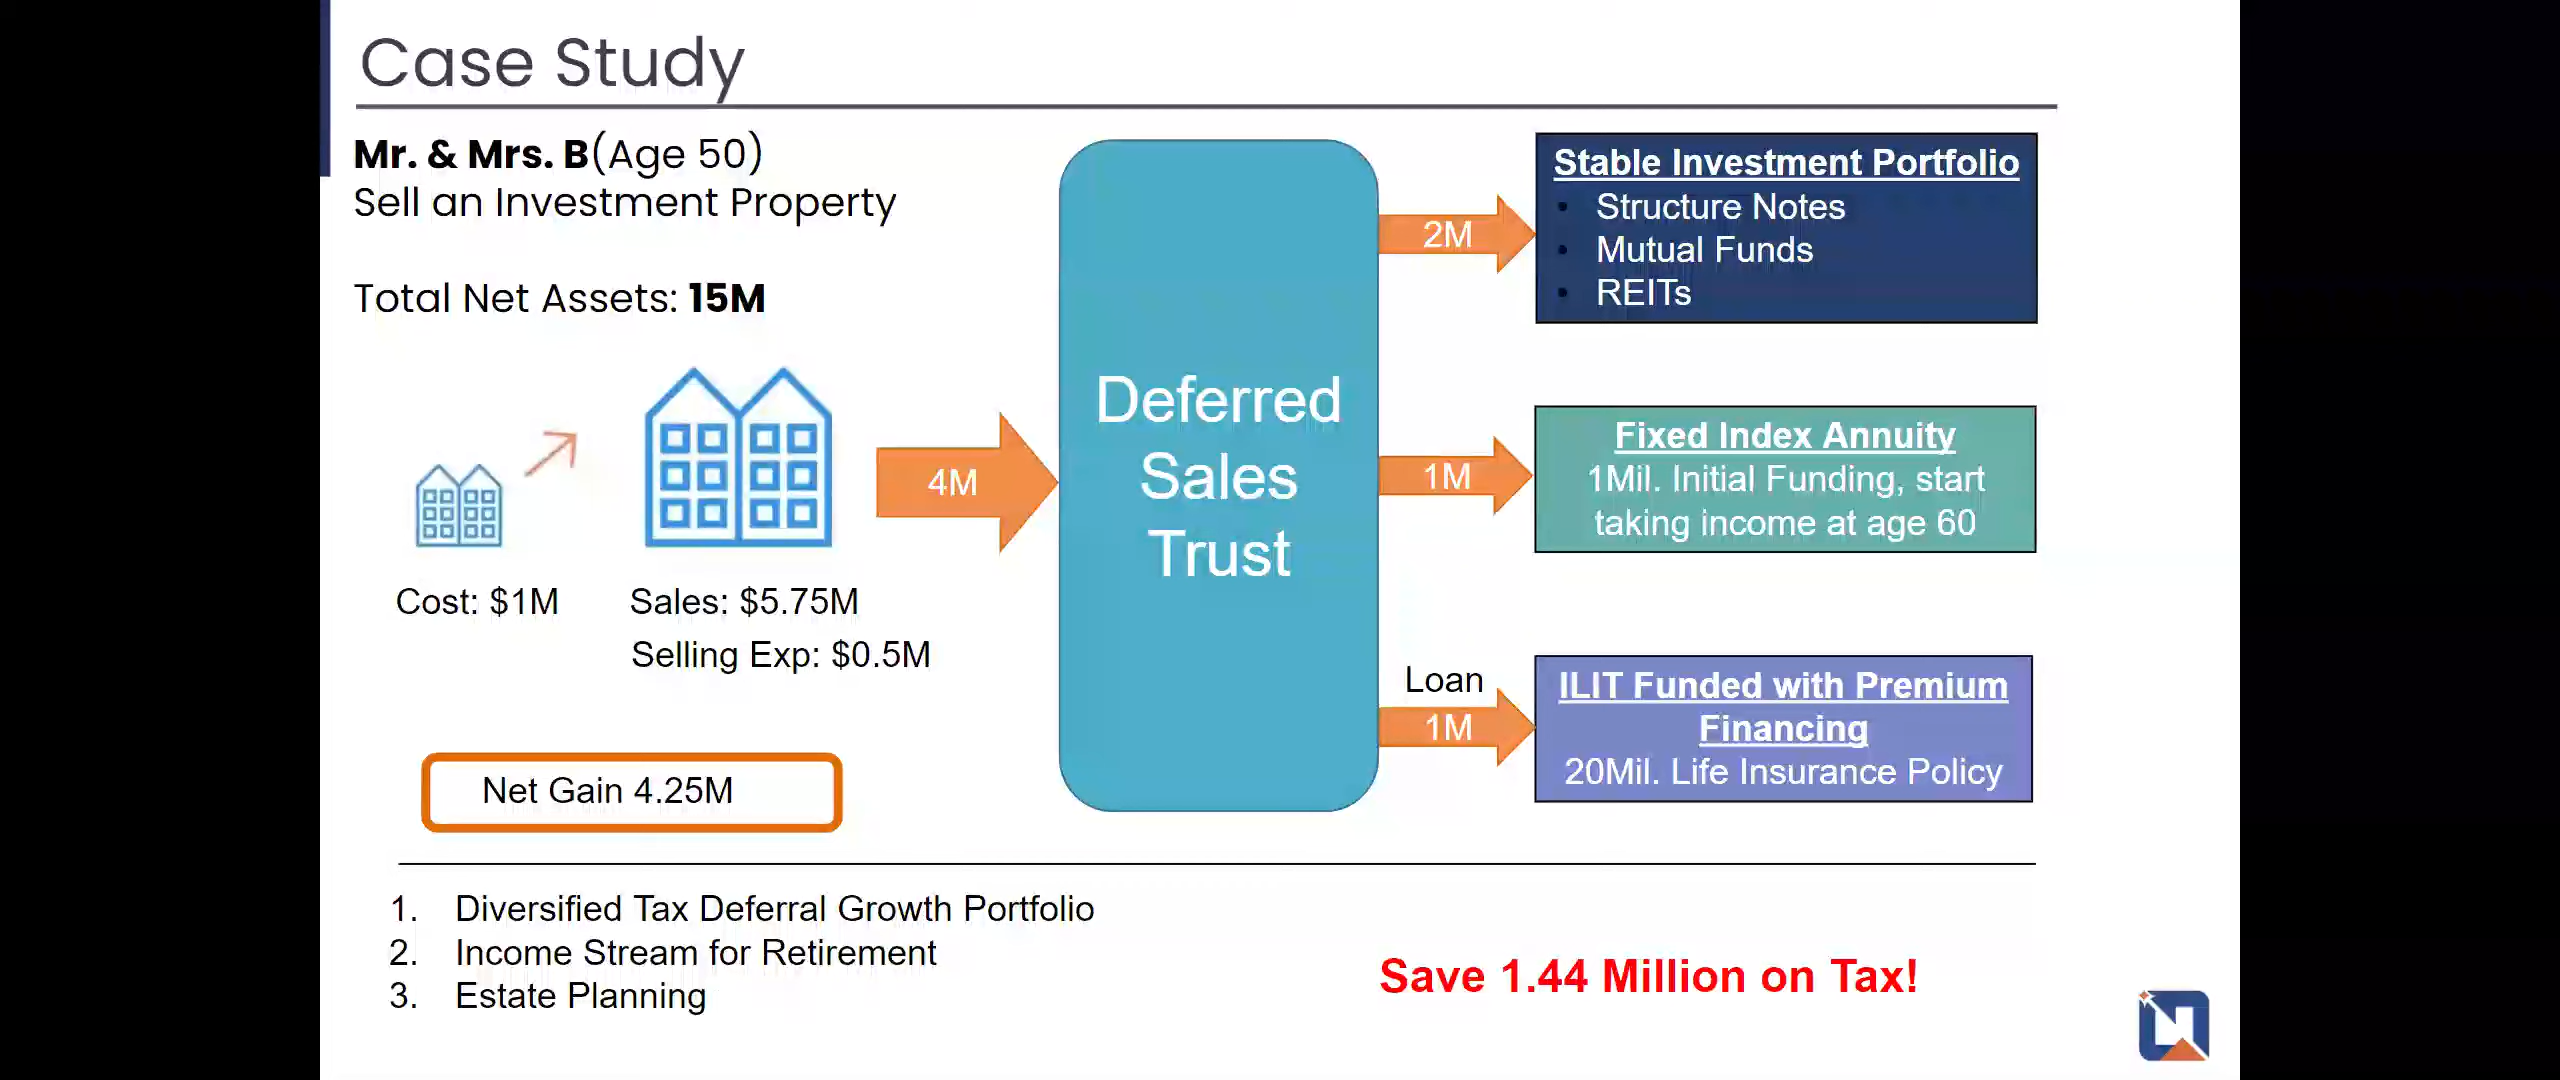 Case Study
Mr. & Mrs. B(Age 50)
Sell an Investment Property
Total Net Assets: 15M
Cost: $1M
Sales: $5.75M
Selling Exp: $0.5M
Net Gain 4.25M
4M
Deferred
Sales
Trust
2M
Stable Investment Portfolio
• Structure Notes
• Mutual Funds
• REITs
1M
Fixed Index Annuity
1Mil. Initial Funding, start
taking income at age 60
Loan
1M
ILIT Funded with Premium
Financing
20Mil. Life Insurance Policy
1. Diversified Tax Deferral Growth Portfolio
2. Income Stream for Retirement
3. Estate Planning
Save 1.44 Million on Tax!